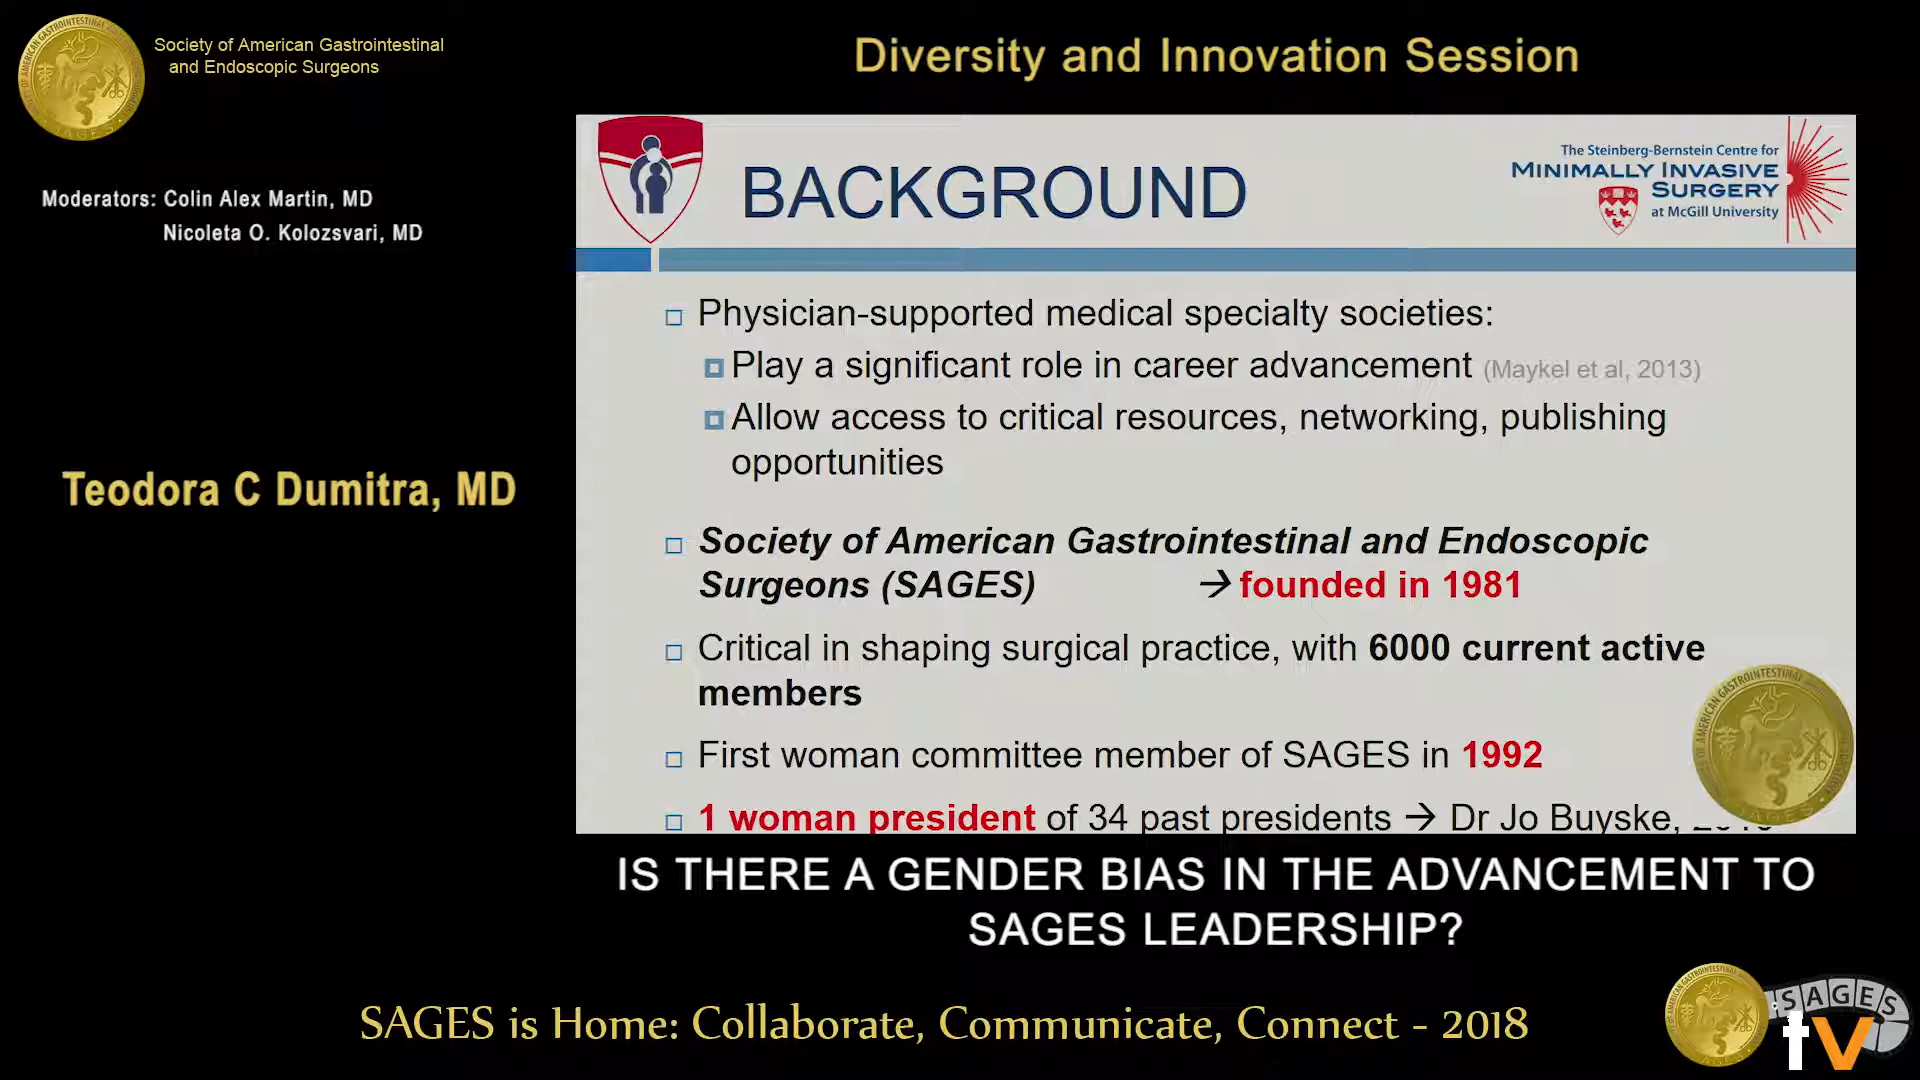 Society of American Gastrointestinal
and Endoscopic Surgeons
Diversity and Innovation Session
Moderators: Colin Alex Martin, MD
Nicoleta O. Kolozsvari, MD
Teodora C Dumitra, MD
BACKGROUND
The Steinberg-Bernstein Centre for
MINIMALLY INVASIVE
SURGERY
at McGill University
Physician-supported medical specialty societies:
Play a significant role in career advancement (Maykel et al, 2013)
Allow access to critical resources, networking, publishing
opportunities
Society of American Gastrointestinal and Endoscopic
Surgeons (SAGES) → founded in 1981
Critical in shaping surgical practice, with 6000 current active
members
First woman committee member of SAGES in 1992
1 woman president of 34 past presidents → Dr Jo Buyske,
IS THERE A GENDER BIAS IN THE ADVANCEMENT TO
SAGES LEADERSHIP?
SAGES is Home: Collaborate, Communicate, Connect - 2018
SAGES
tv